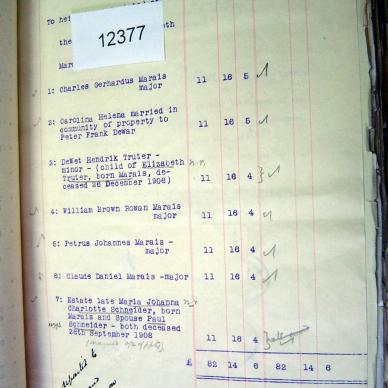 To
12377
the
Mar
1: Charles Gerhardus Marais
major 11 16 5
2: Carolina Helena married in
community of property to
Peter Frank Dewar 11 16 5
3: DeWet Hendrik Truter -
minor - (child of Elizabeth n.r.
Truter, born Marais, de-
ceased 26 December 1906) 11 16 4
4: William Brown Rowan Marais
major 11 16 4
5: Petrus Johannes Marais -
major 11 16 4
6: Claude Daniel Marais -major 11 16 4
7: Estate late Maria Johanna
Charlotte Schneider, born
Marais and Spouse Paul
Schneider - both deceased
26th September 1908
11 16 4
£ 82 14 6 82 14 6